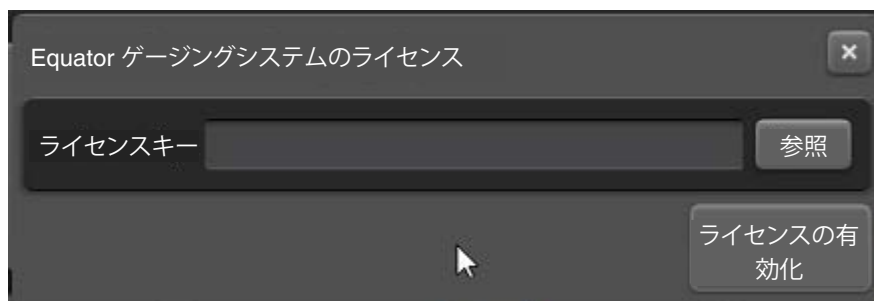 Equator ゲージングシステムのライセンス
ライセンスキー
参照
ライセンスの有
効化